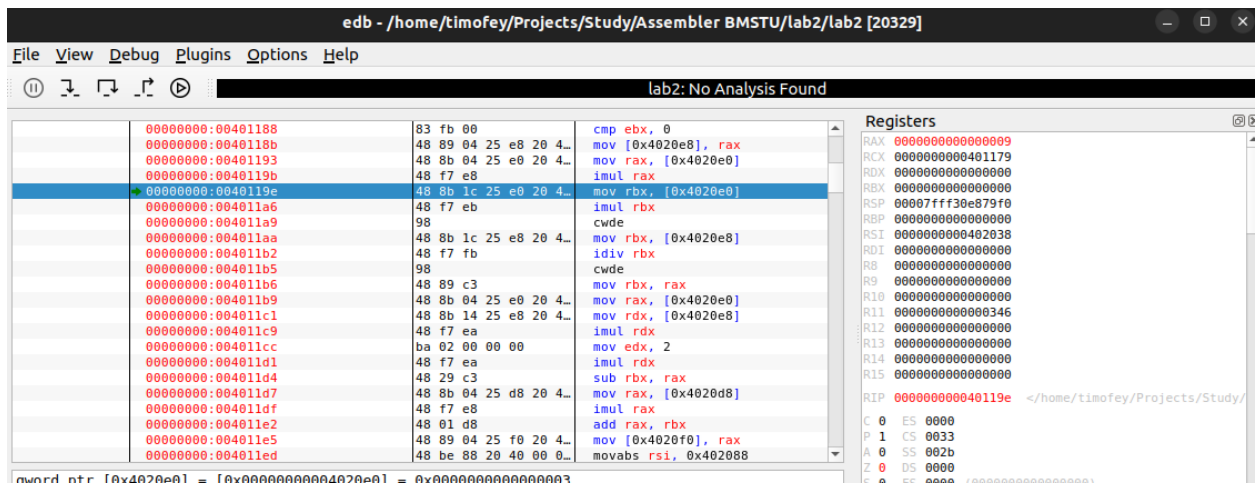 edb - /home/timofey/Projects/Study/Assembler BMSTU/lab2/lab2 [20329]
File View Debug Plugins Options Help
lab2: No Analysis Found
Registers
00000000:00401188 83 fb 00 cmp ebx, 0
00000000:0040118b 48 89 04 25 e8 20 4… mov [0x4020e8], rax
00000000:00401193 48 8b 04 25 e0 20 4… mov rax, [0x4020e0]
00000000:0040119b 48 f7 e8 imul rax
00000000:0040119e 48 8b 1c 25 e0 20 4… mov rbx, [0x4020e0]
00000000:004011a6 48 f7 eb imul rbx
00000000:004011a9 98 cwde
00000000:004011aa 48 8b 1c 25 e8 20 4… mov rbx, [0x4020e8]
00000000:004011b2 48 f7 fb idiv rbx
00000000:004011b5 98 cwde
00000000:004011b6 48 89 c3 mov rbx, rax
00000000:004011b9 48 8b 04 25 e0 20 4… mov rax, [0x4020e0]
00000000:004011c1 48 8b 14 25 e8 20 4… mov rdx, [0x4020e8]
00000000:004011c9 48 f7 ea imul rdx
00000000:004011cc ba 02 00 00 00 mov edx, 2
00000000:004011d1 48 f7 ea imul rdx
00000000:004011d4 48 29 c3 sub rbx, rax
00000000:004011d7 48 8b 04 25 d8 20 4… mov rax, [0x4020d8]
00000000:004011df 48 f7 e8 imul rax
00000000:004011e2 48 01 d8 add rax, rbx
00000000:004011e5 48 89 04 25 f0 20 4… mov [0x4020f0], rax
00000000:004011ed 48 be 88 20 40 00 0… movabs rsi, 0x402088
qword ptr [0x4020e0] = [0x00000000004020e0] = 0x0000000000000003
RAX 0000000000000009
RCX 0000000000401179
RDX 0000000000000000
RBX 0000000000000000
RSP 00007fff30e879f0
RBP 0000000000000000
RSI 0000000000402038
RDI 0000000000000000
R8 0000000000000000
R9 0000000000000000
R10 0000000000000000
R11 0000000000000346
R12 0000000000000000
R13 0000000000000000
R14 0000000000000000
R15 0000000000000000
RIP 000000000040119e </home/timofey/Projects/Study/
C 0 ES 0000
P 1 CS 0033
A 0 SS 002b
Z 0 DS 0000
S 0 FS 0000 (0000000000000000)